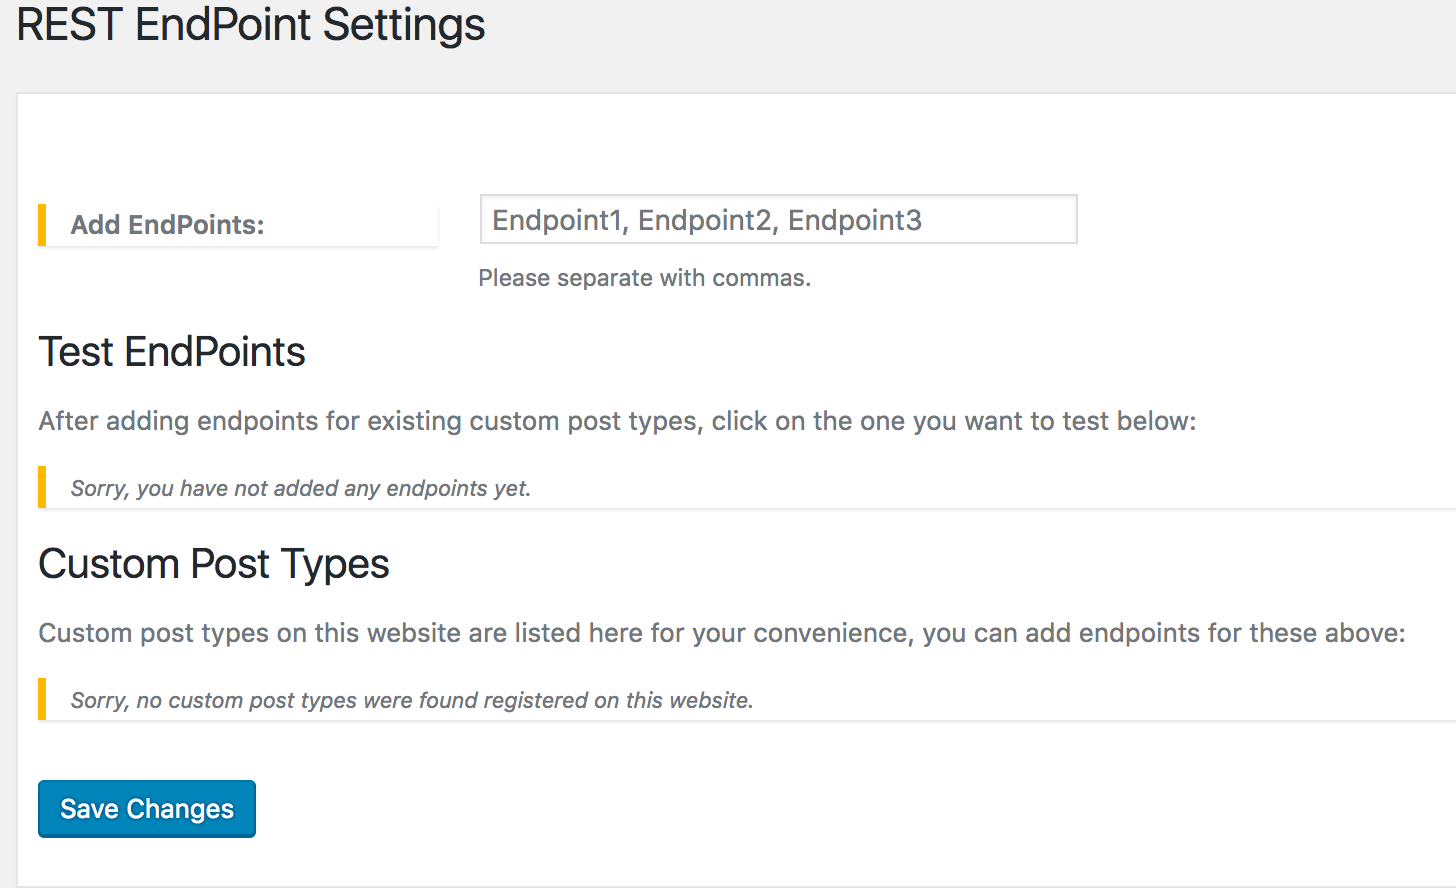 REST EndPoint Settings
Add EndPoints:
Endpoint1, Endpoint2, Endpoint3
Please separate with commas.
Test EndPoints
After adding endpoints for existing custom post types, click on the one you want to test below:
Sorry, you have not added any endpoints yet.
Custom Post Types
Custom post types on this website are listed here for your convenience, you can add endpoints for these above:
Sorry, no custom post types were found registered on this website.
Save Changes